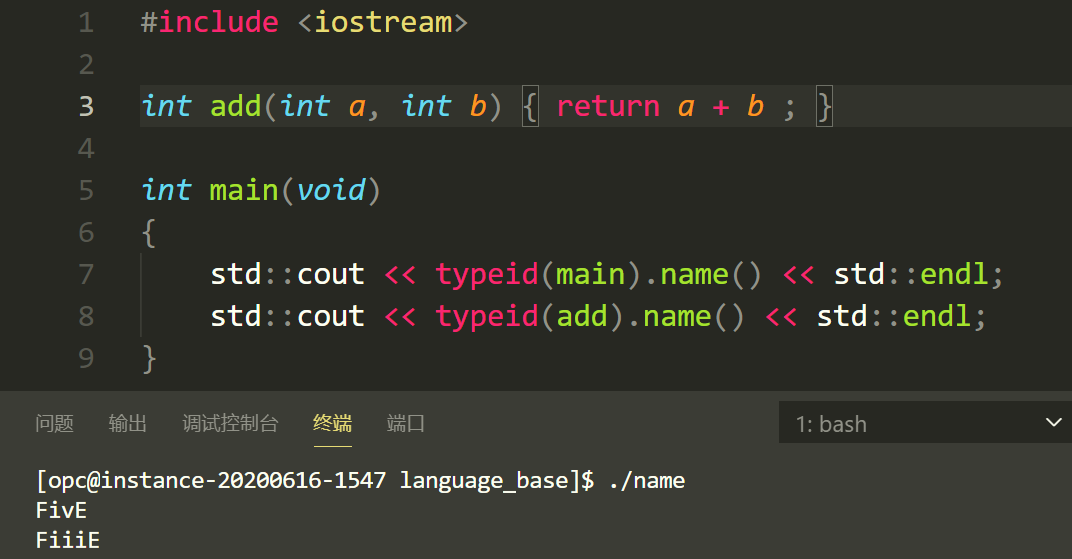 1 #include <iostream>
2
3 int add(int a, int b) { return a + b ; }
4
5 int main(void)
6 {
7     std::cout << typeid(main).name() << std::endl;
8     std::cout << typeid(add).name() << std::endl;
9 }
问题 输出 调试控制台 终端 端口 1: bash
[opc@instance-20200616-1547 language_base]$ ./name
FivE
FiiiE